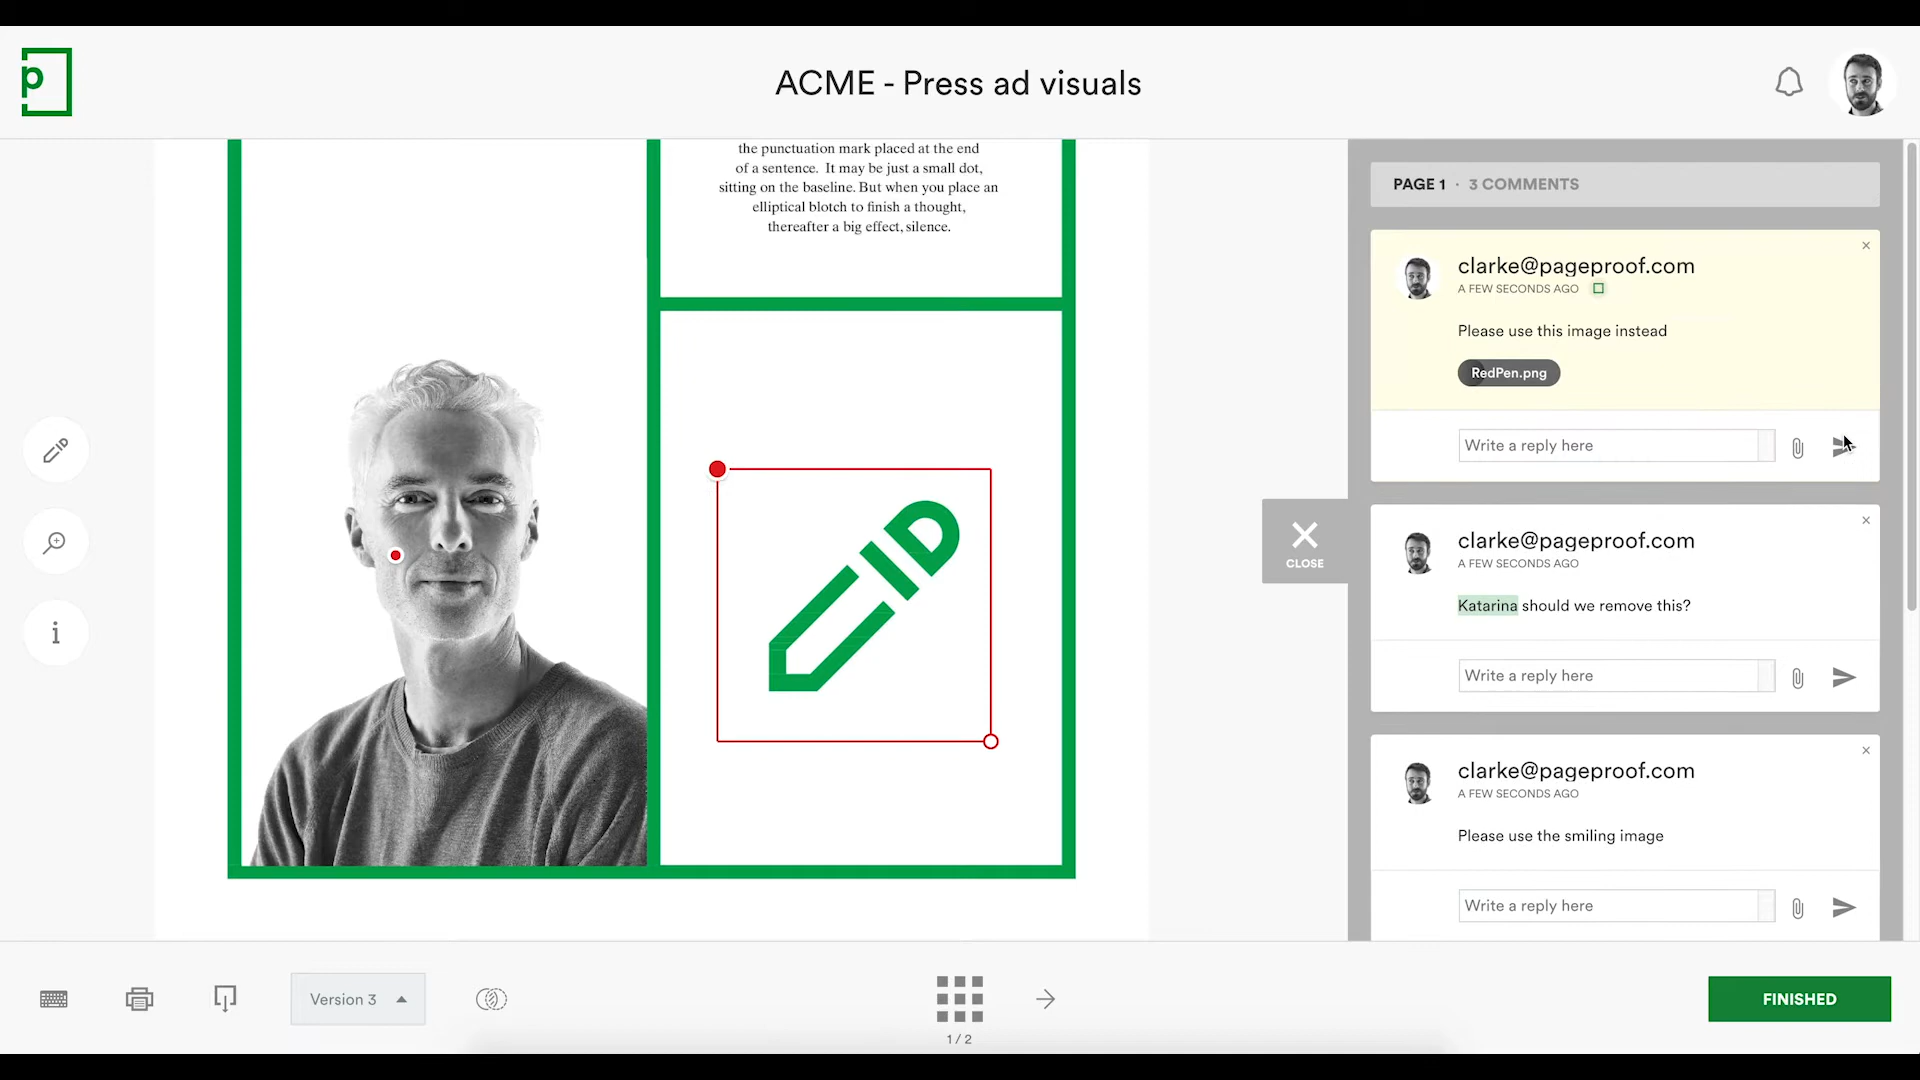 p
ACME - Press ad visuals
the punctuation mark placed at the end
of a sentence. It may be just a small dot,
sitting on the baseline. But when you place an
elliptical blotch to finish a thought,
thereafter a big effect, silence.
CLOSE
PAGE 1 · 3 COMMENTS
clarke@pageproof.com
A FEW SECONDS AGO
Please use this image instead
RedPen.png
Write a reply here
clarke@pageproof.com
A FEW SECONDS AGO
Katarina should we remove this?
Write a reply here
clarke@pageproof.com
A FEW SECONDS AGO
Please use the smiling image
Write a reply here
Version 3
1 / 2
FINISHED